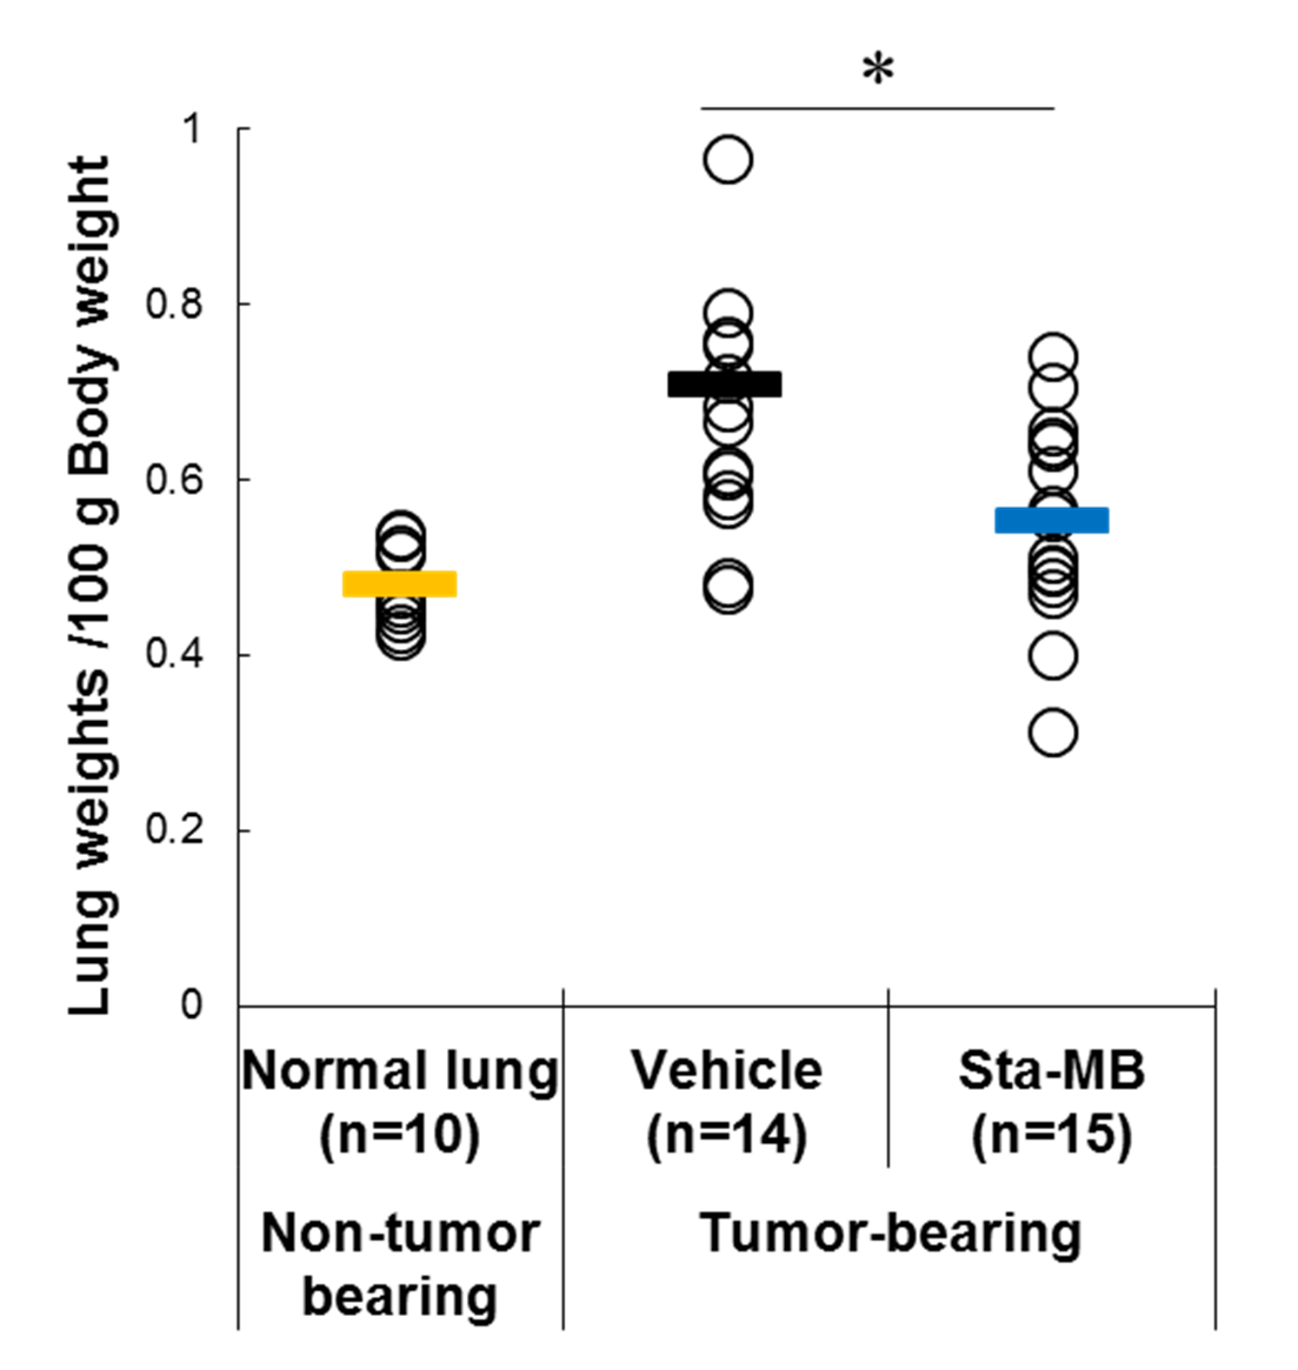 *
Lung weights /100 g Body weight
1
0.8
0.6
0.4
0.2
0
Normal lung
(n=10)
Vehicle
(n=14)
Sta-MB
(n=15)
Non-tumor
bearing
Tumor-bearing